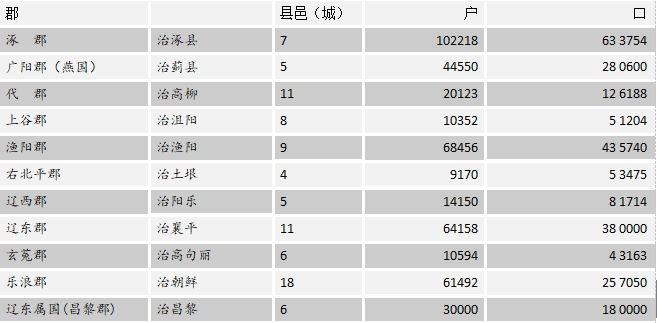 郡 县邑（城） 户 口
涿 郡 治涿县 7 102218 63 3754
广阳郡（燕国） 治蓟县 5 44550 28 0600
代 郡 治高柳 11 20123 12 6188
上谷郡 治沮阳 8 10352 5 1204
渔阳郡 治渔阳 9 68456 43 5740
右北平郡 治土垠 4 9170 5 3475
辽西郡 治阳乐 5 14150 8 1714
辽东郡 治襄平 11 64158 38 0000
玄菟郡 治高句丽 6 10594 4 3163
乐浪郡 治朝鲜 18 61492 25 7050
辽东属国(昌黎郡) 治昌黎 6 30000 18 0000